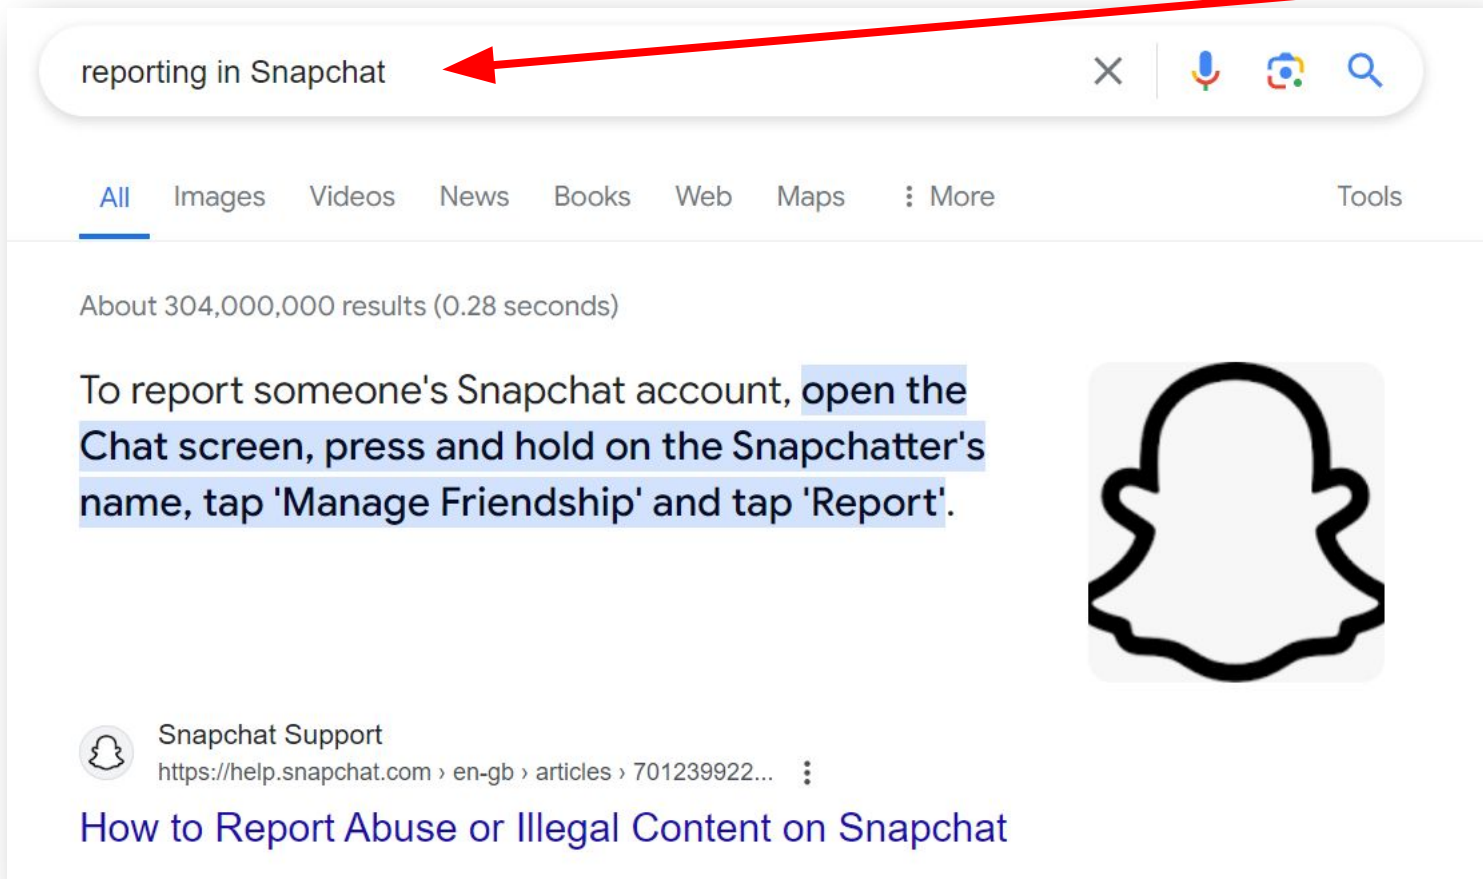 reporting in Snapchat
All Images Videos News Books Web Maps More Tools
About 304,000,000 results (0.28 seconds)
To report someone's Snapchat account, open the
Chat screen, press and hold on the Snapchatter's
name, tap 'Manage Friendship' and tap 'Report'.
Snapchat Support
https://help.snapchat.com › en-gb › articles › 701239922...
How to Report Abuse or Illegal Content on Snapchat